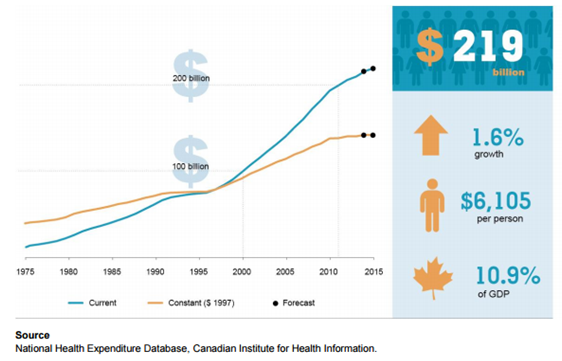 $ 219
billion
$
200 billion
$
100 billion
1.6%
growth
$6,105
per person
10.9%
of GDP
1975 1980 1985 1990 1995 2000 2005 2010 2015
Current Constant ($ 1997) Forecast
Source
National Health Expenditure Database, Canadian Institute for Health Information.